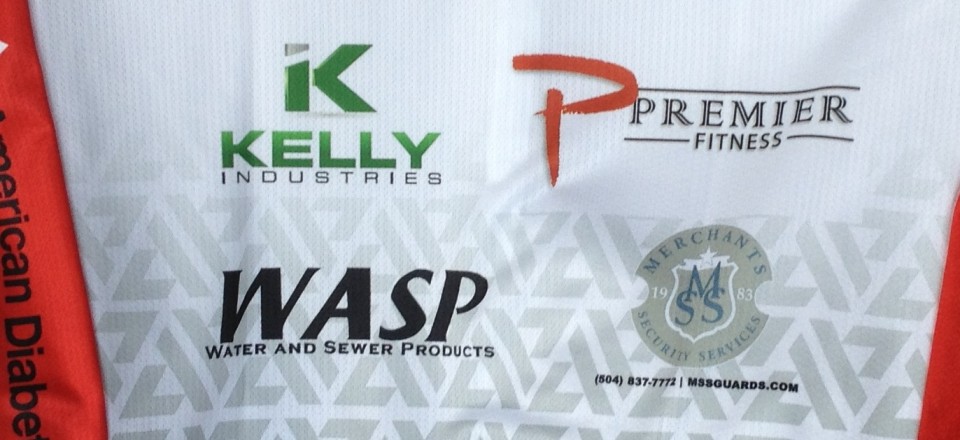 American Diabet
K
KELLY
INDUSTRIES
P PREMIER
FITNESS
WASP
WATER AND SEWER PRODUCTS
MERCHANTS
19 MSS 83
SECURITY SERVICES
(504) 837-7772 | MSSGUARDS.COM